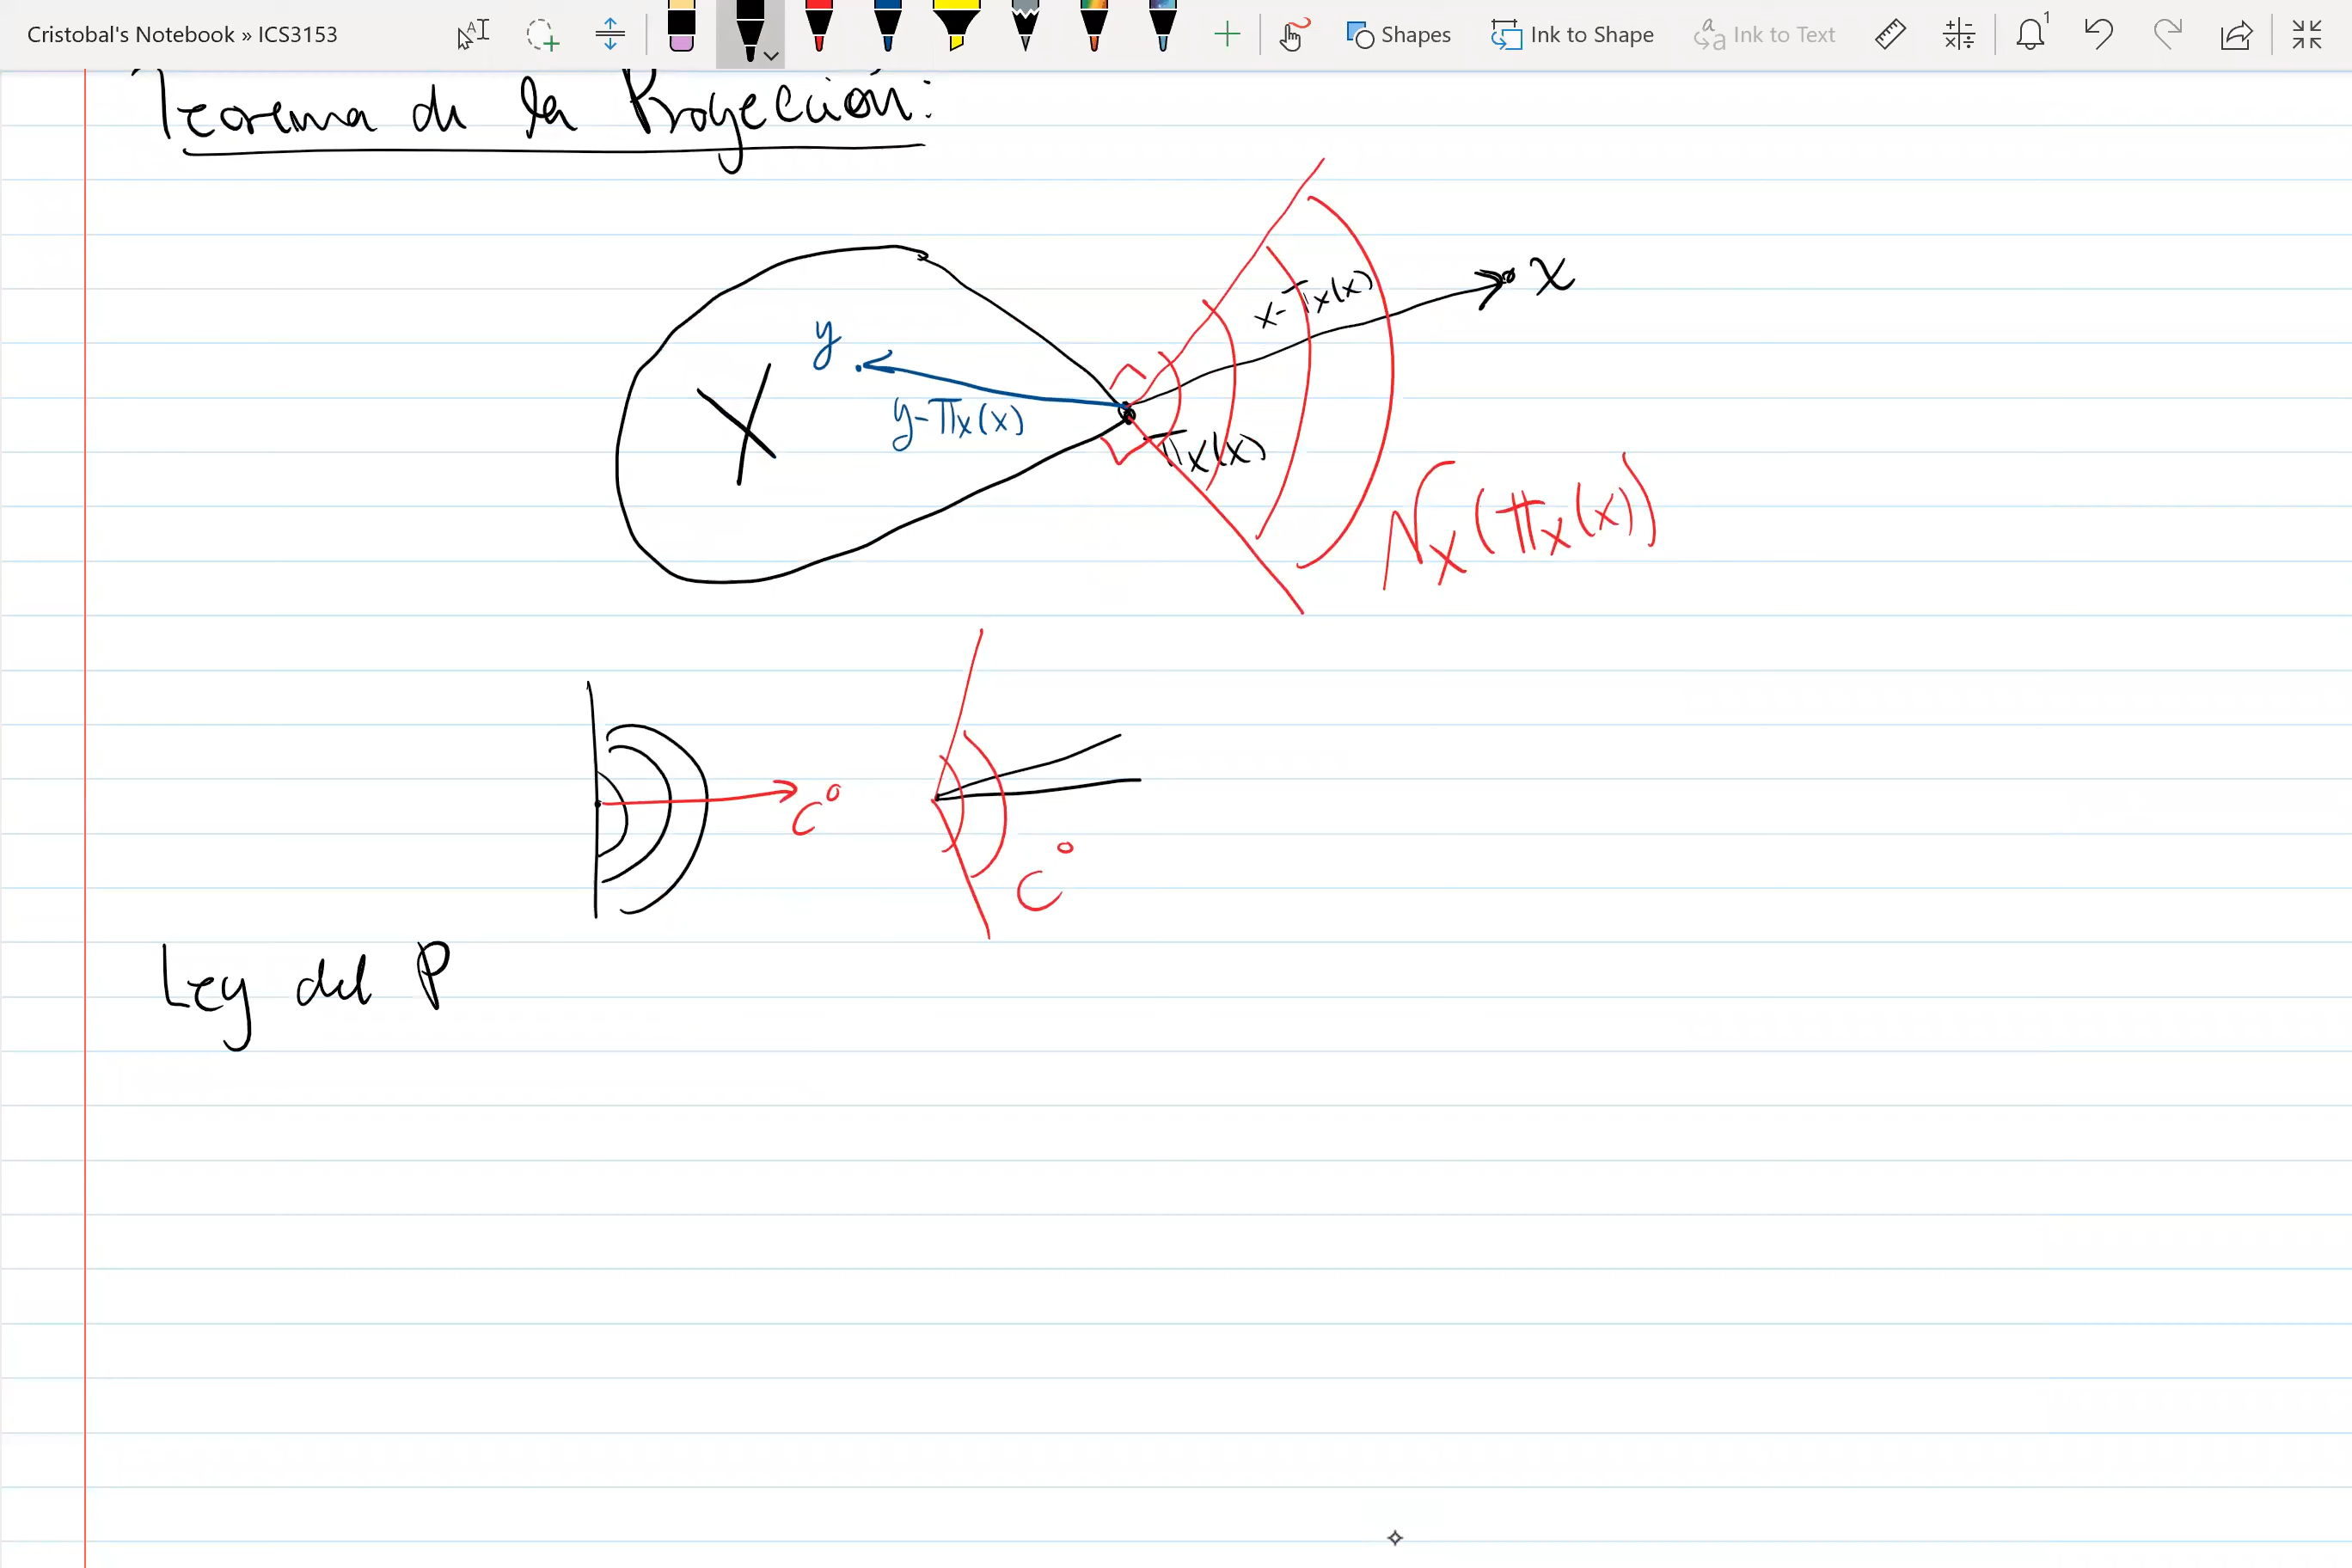 Cristobal's Notebook » ICS3153
Shapes
Ink to Shape
Ink to Text
1
Teorema de la Proyección:
x
x-πX(x)
y
y-πX(x)
X
πX(x)
NX(πX(x))
C°
C°
Ley del P